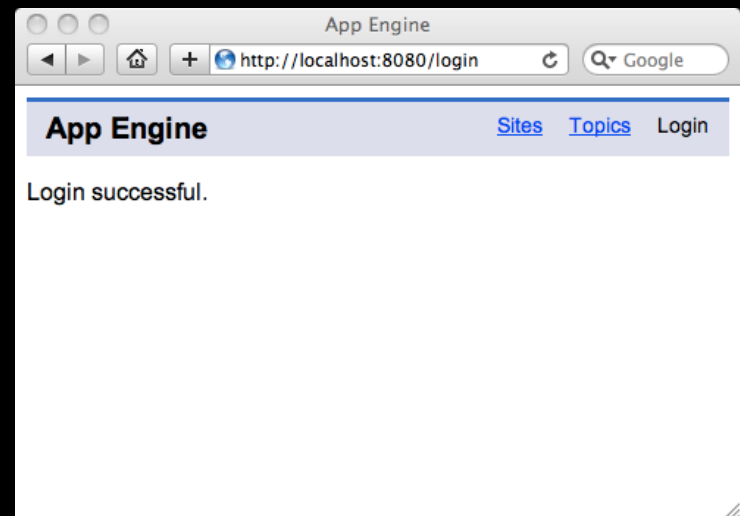 App Engine
http://localhost:8080/login
Google
App Engine Sites Topics Login
Login successful.